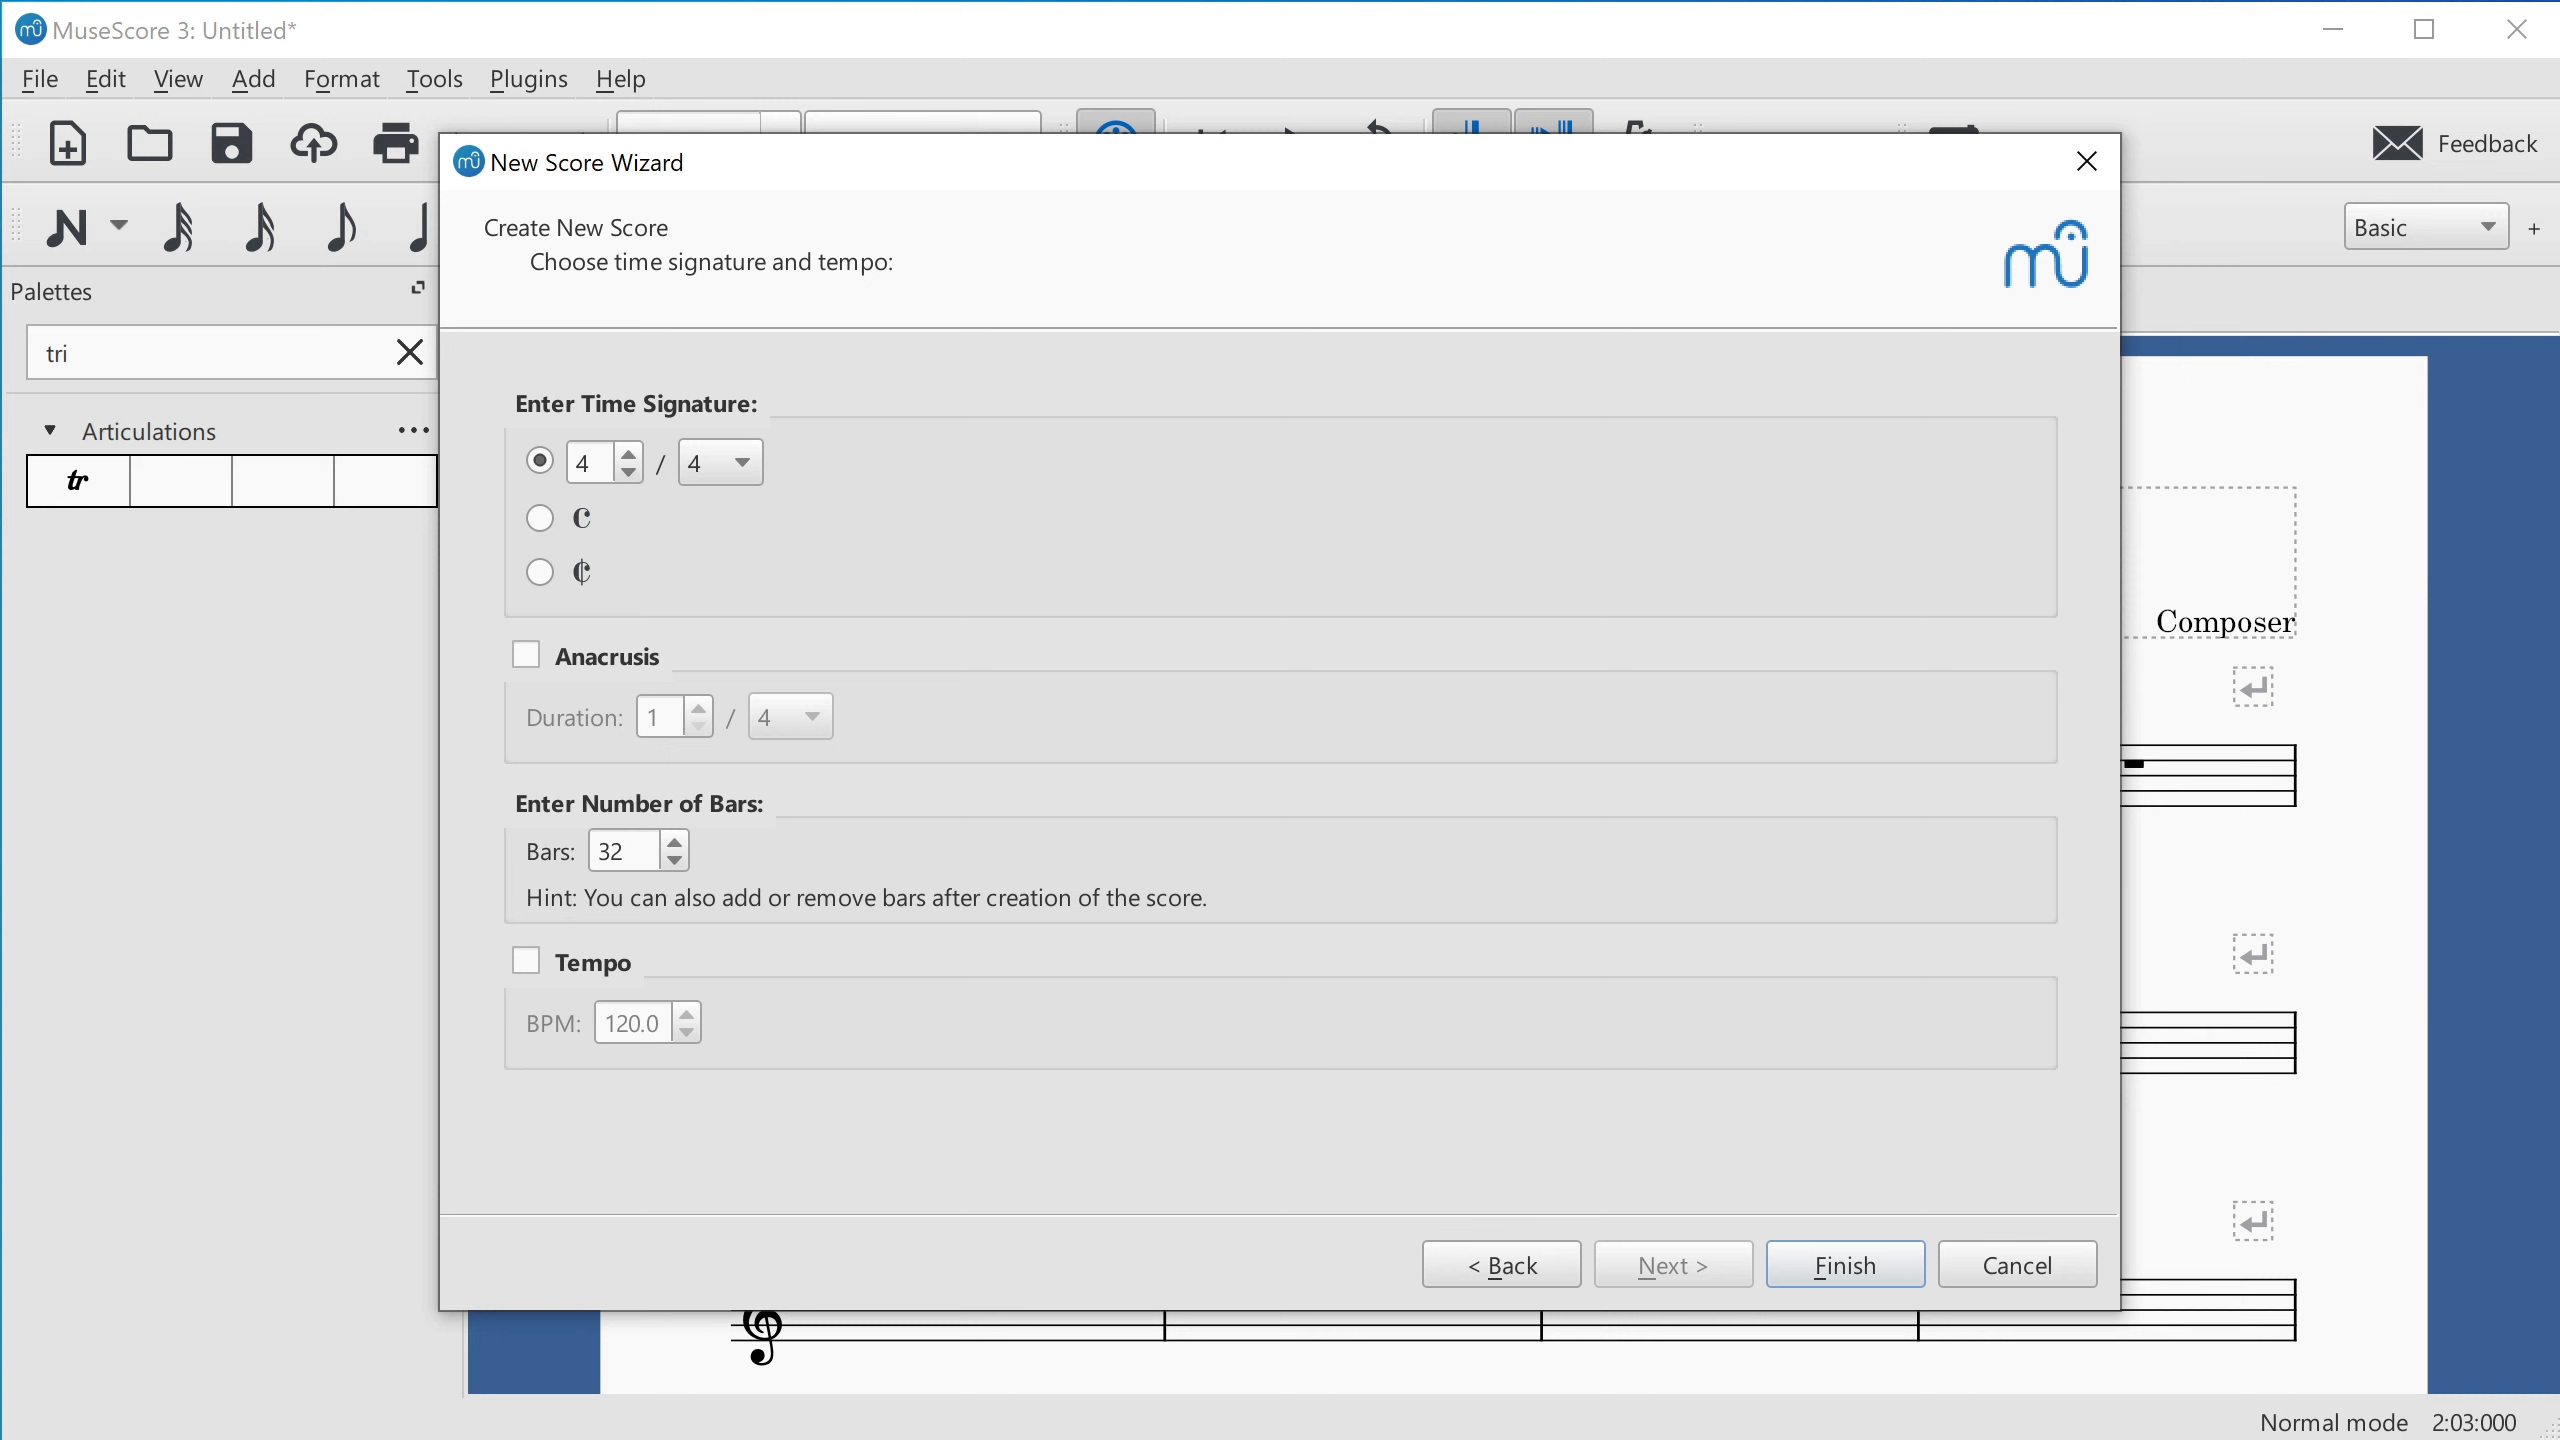 MuseScore 3: Untitled*
File Edit View Add Format Tools Plugins Help
Feedback
Basic +
Palettes
tri
Articulations ...
tr
New Score Wizard
Create New Score
Choose time signature and tempo:
Enter Time Signature:
4 / 4
Anacrusis
Duration: 1 / 4
Enter Number of Bars:
Bars: 32
Hint: You can also add or remove bars after creation of the score.
Tempo
BPM: 120.0
< Back Next > Finish Cancel
Composer
Normal mode 2:03:000